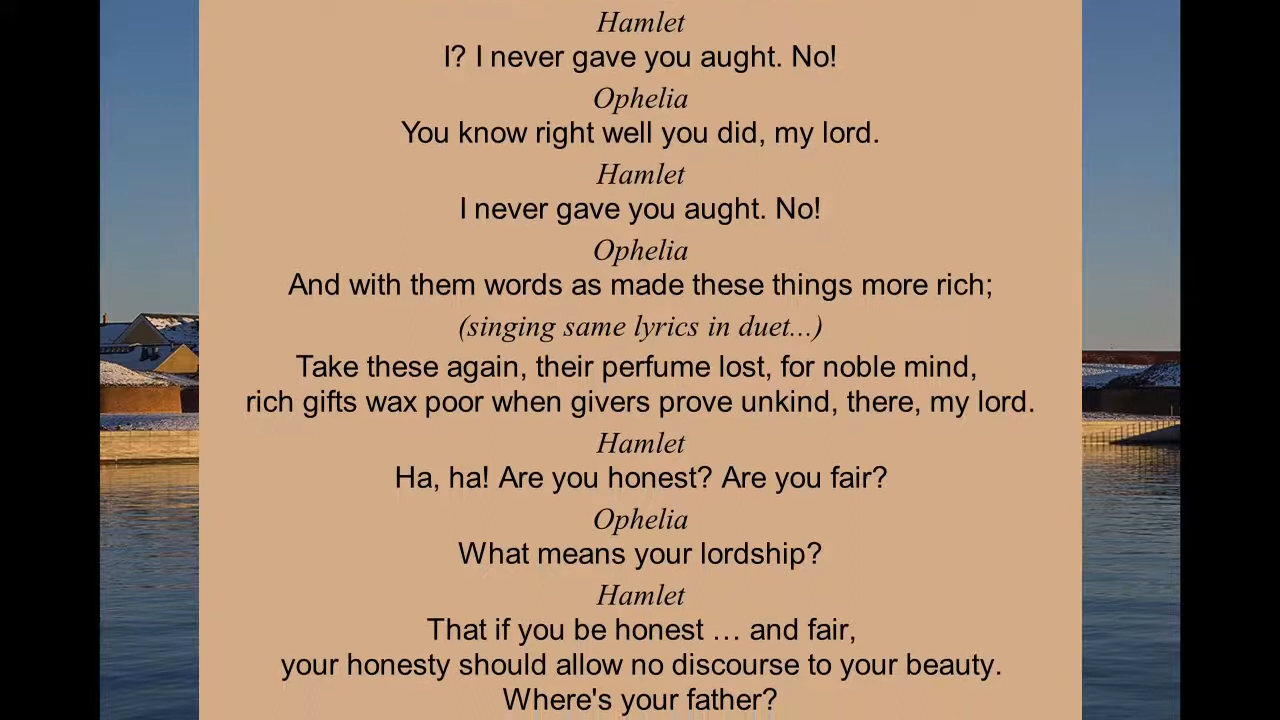 Hamlet
I? I never gave you aught. No!
Ophelia
You know right well you did, my lord.
Hamlet
I never gave you aught. No!
Ophelia
And with them words as made these things more rich;
(singing same lyrics in duet...)
Take these again, their perfume lost, for noble mind,
rich gifts wax poor when givers prove unkind, there, my lord.
Hamlet
Ha, ha! Are you honest? Are you fair?
Ophelia
What means your lordship?
Hamlet
That if you be honest … and fair,
your honesty should allow no discourse to your beauty.
Where's your father?